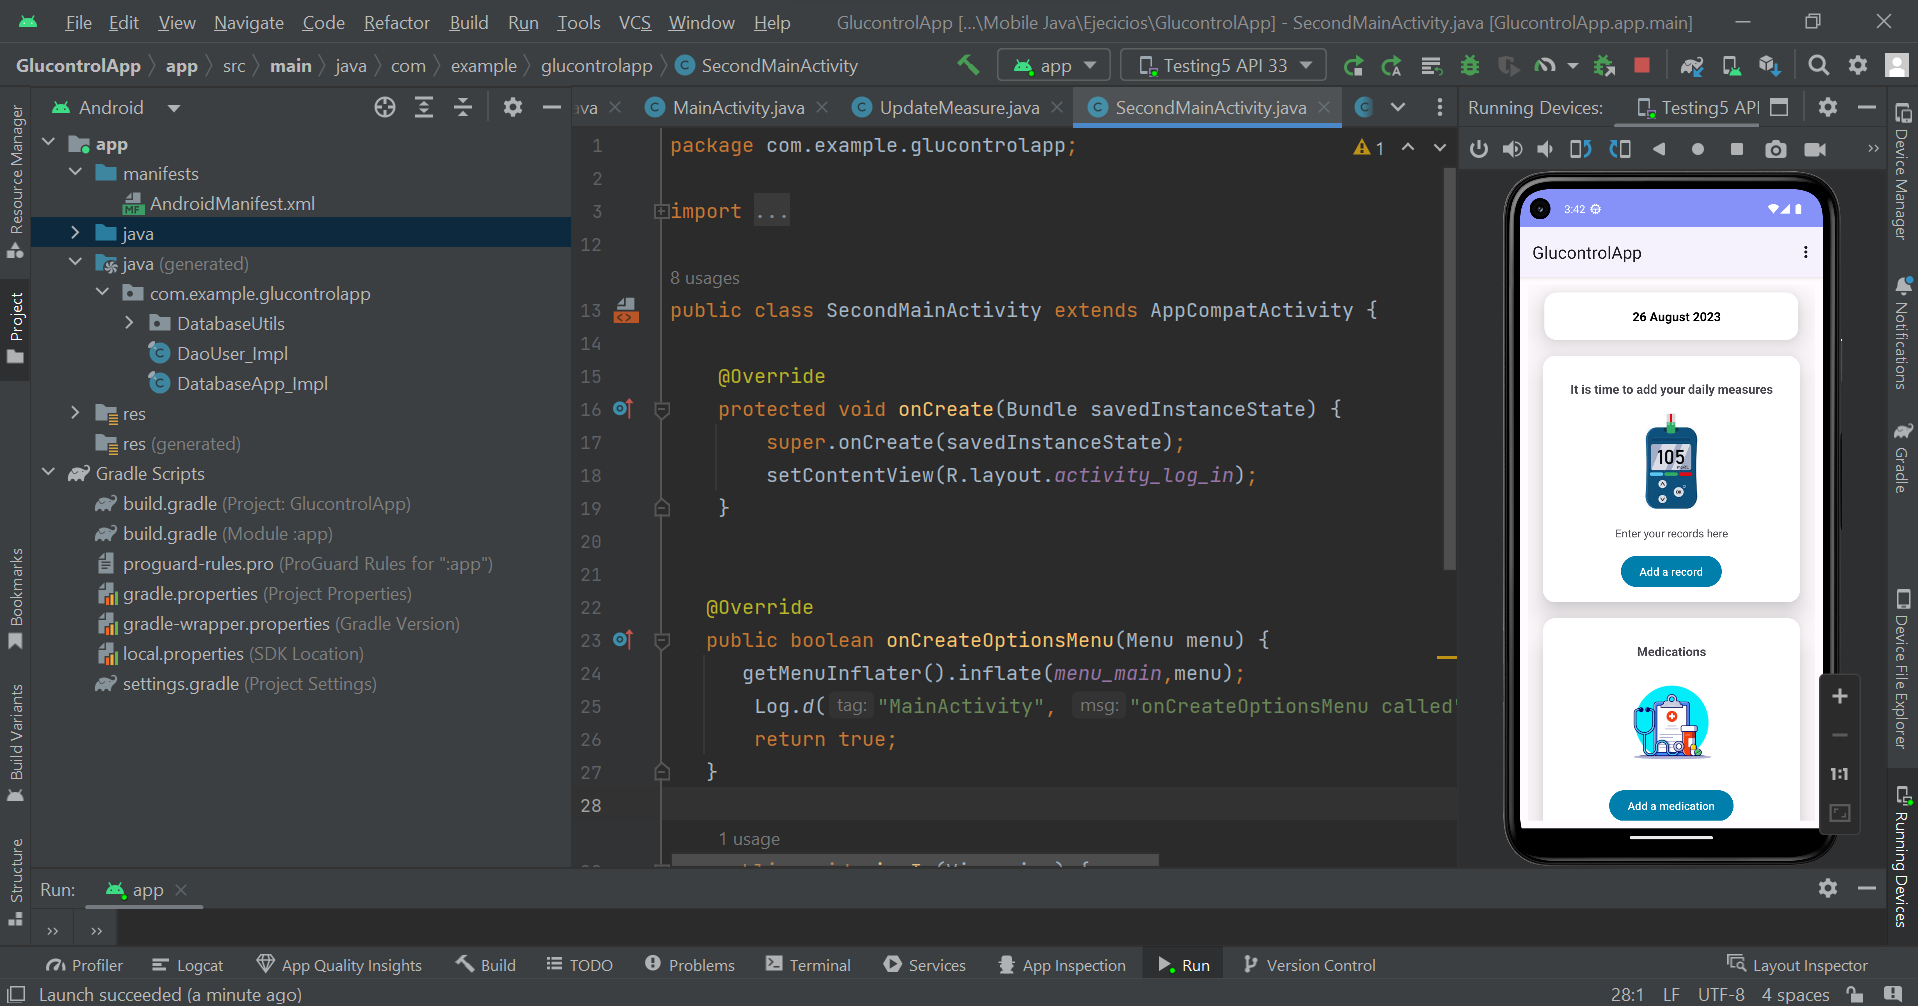 File Edit View Navigate Code Refactor Build Run Tools VCS Window Help GlucontrolApp [...\Mobile Java\Ejecicios\GlucontrolApp] - SecondMainActivity.java [GlucontrolApp.app.main]
GlucontrolApp app src main java com example glucontrolapp SecondMainActivity app Testing5 API 33
Resource Manager
Project
Bookmarks
Build Variants
Structure
Android
app
manifests
AndroidManifest.xml
java
java (generated)
com.example.glucontrolapp
DatabaseUtils
DaoUser_Impl
DatabaseApp_Impl
res
res (generated)
Gradle Scripts
build.gradle (Project: GlucontrolApp)
build.gradle (Module :app)
proguard-rules.pro (ProGuard Rules for ":app")
gradle.properties (Project Properties)
gradle-wrapper.properties (Gradle Version)
local.properties (SDK Location)
settings.gradle (Project Settings)
ava MainActivity.java UpdateMeasure.java SecondMainActivity.java
1 package com.example.glucontrolapp; 1
2
3 import ...
12
8 usages
13 public class SecondMainActivity extends AppCompatActivity {
14
15 @Override
16 protected void onCreate(Bundle savedInstanceState) {
17 super.onCreate(savedInstanceState);
18 setContentView(R.layout.activity_log_in);
19 }
20
21
22 @Override
23 public boolean onCreateOptionsMenu(Menu menu) {
24 getMenuInflater().inflate(menu_main,menu);
25 Log.d( tag: "MainActivity", msg: "onCreateOptionsMenu called"
26 return true;
27 }
28
1 usage
Running Devices: Testing5 API
3:42
GlucontrolApp
26 August 2023
It is time to add your daily measures
105
Enter your records here
Add a record
Medications
Add a medication
1:1
Device Manager
Notifications
Gradle
Device File Explorer
Running Devices
Run: app
Profiler Logcat App Quality Insights Build TODO Problems Terminal Services App Inspection Run Version Control Layout Inspector
Launch succeeded (a minute ago) 28:1 LF UTF-8 4 spaces